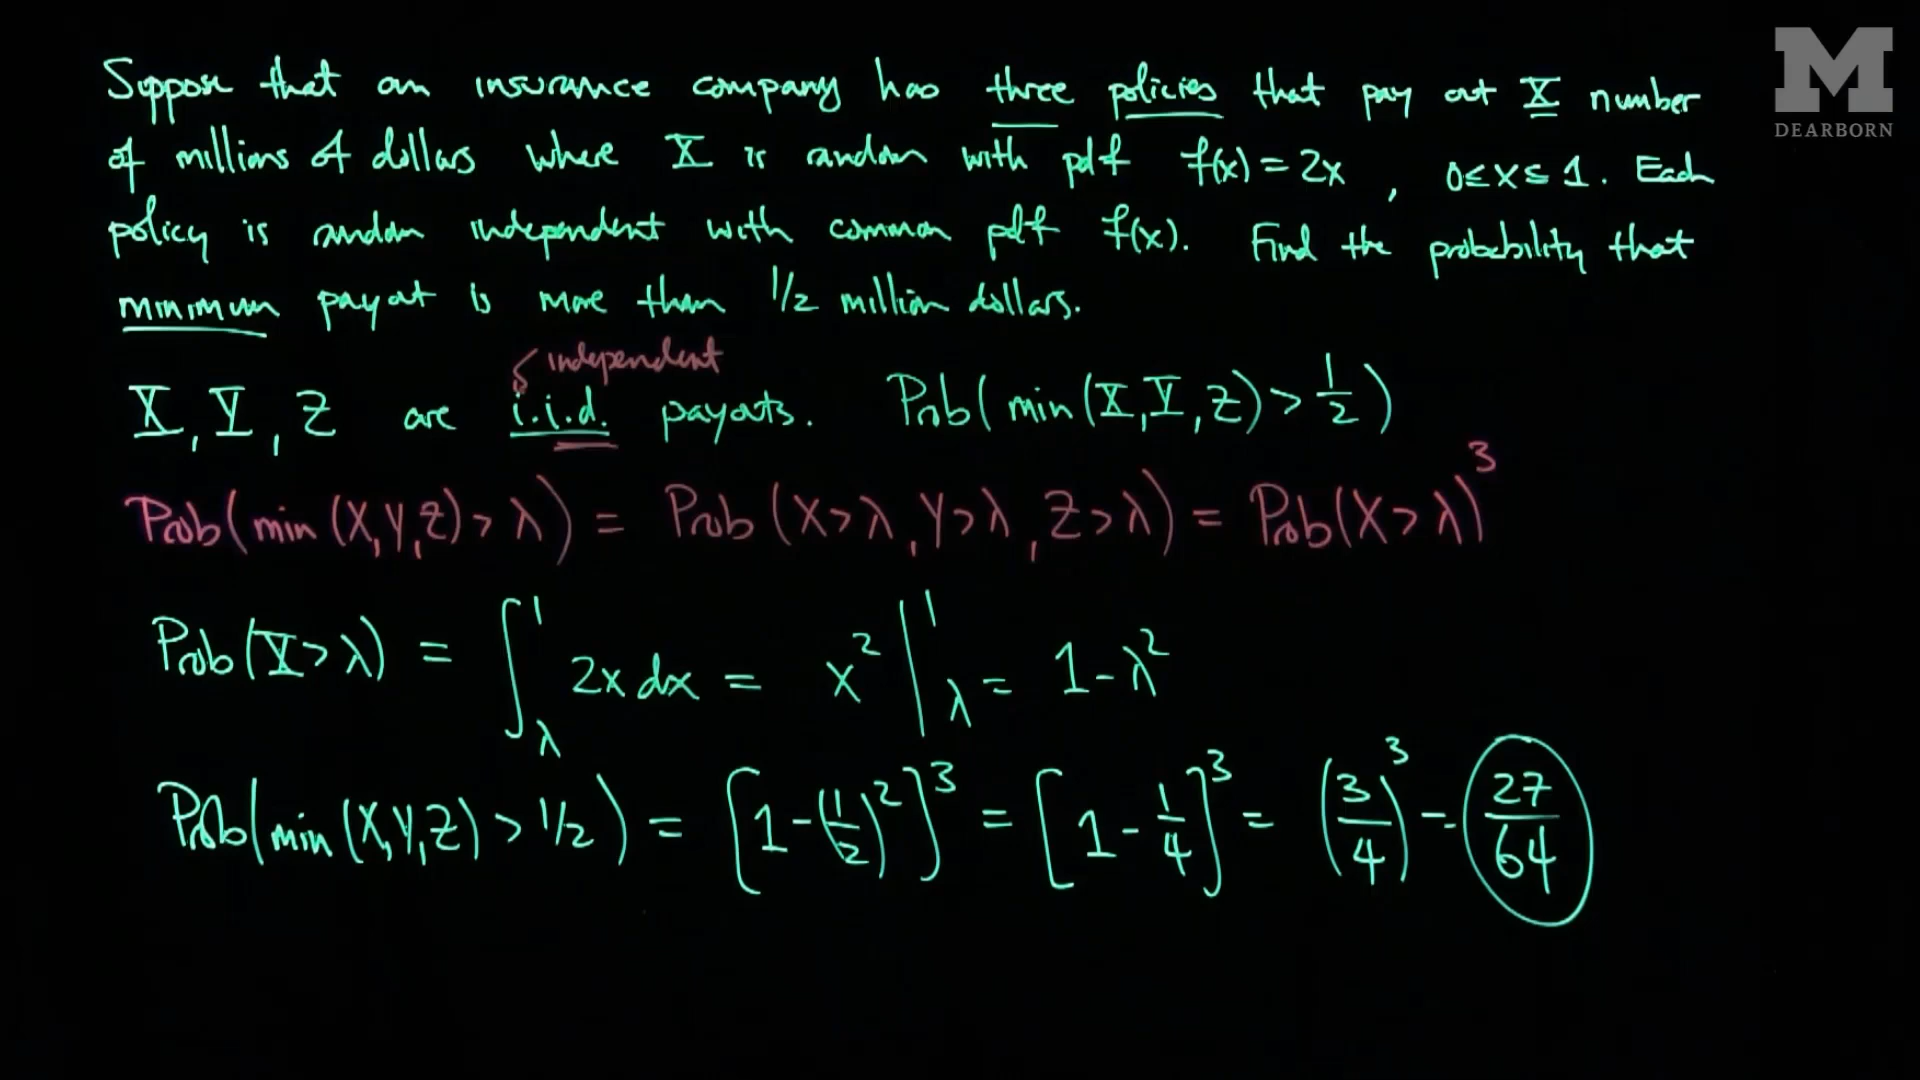 Suppose that an insurance company has three policies that pay out X number
of millions of dollars where X is random with pdf f(x) = 2x , 0≤x≤1. Each
policy is random independent with common pdf f(x). Find the probability that
minimum payout is more than 1/2 million dollars.
independent
X, Y, Z are i.i.d. payouts. Prob(min(X,Y,Z) > 1/2)
Prob(min(X,Y,Z) > λ) = Prob(X>λ, Y>λ, Z>λ) = Prob(X>λ)³
Prob(X>λ) = ∫_λ^1 2x dx = x² |_λ^1 = 1-λ²
Prob(min(X,Y,Z) > 1/2) = [1-(1/2)²]³ = [1-1/4]³ = (3/4)³ = 27/64
M
DEARBORN